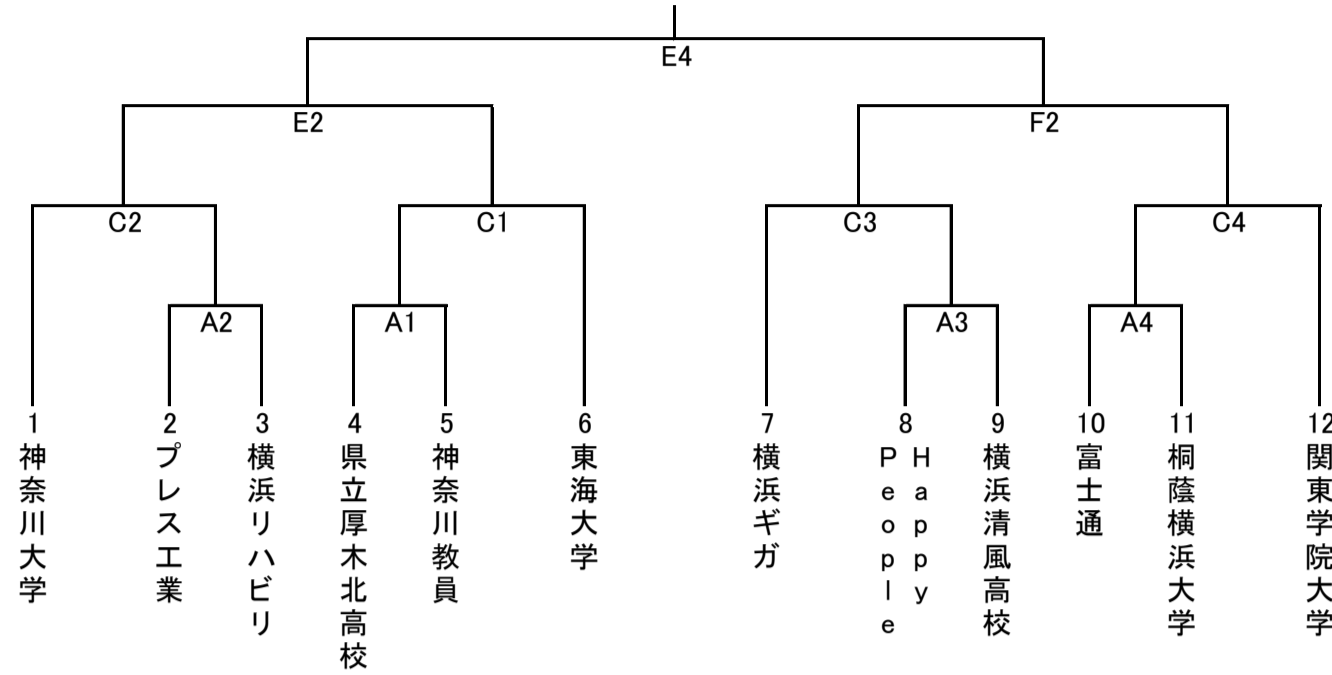 E4
E2
F2
C2
C1
C3
C4
A2
A1
A3
A4
1
神奈川大学
2
プレス工業
3
横浜リハビリ
4
県立厚木北高校
5
神奈川教員
6
東海大学
7
横浜ギガ
8
Happy
People
9
横浜清風高校
10
富士通
11
桐蔭横浜大学
12
関東学院大学